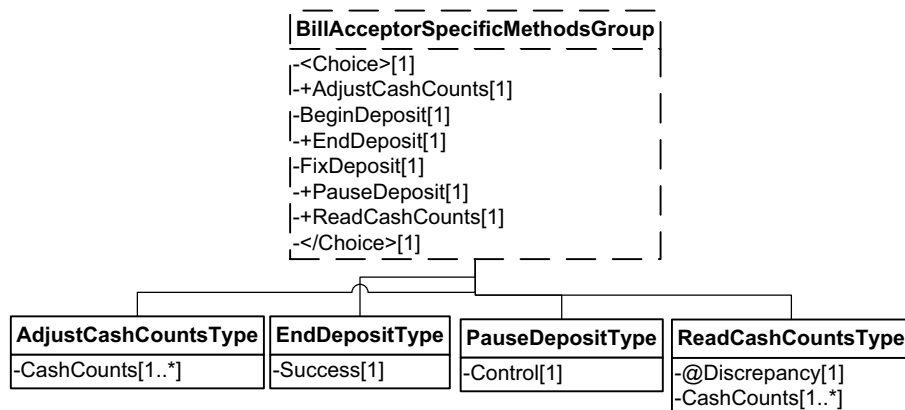 BillAcceptorSpecificMethodsGroup
-<Choice>[1]
-+AdjustCashCounts[1]
-BeginDeposit[1]
-+EndDeposit[1]
-FixDeposit[1]
-+PauseDeposit[1]
-+ReadCashCounts[1]
-</Choice>[1]
AdjustCashCountsType
-CashCounts[1..*]
EndDepositType
-Success[1]
PauseDepositType
-Control[1]
ReadCashCountsType
-@Discrepancy[1]
-CashCounts[1..*]